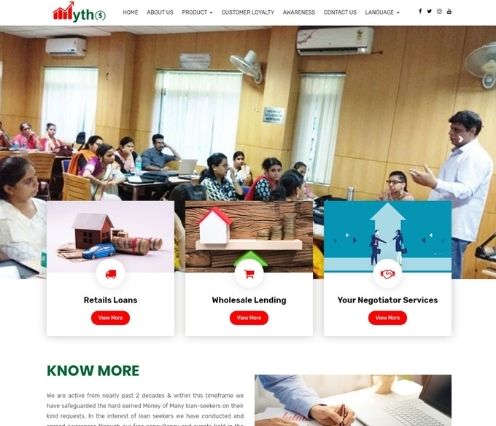 myth
HOME ABOUT US PRODUCT CUSTOMER LOYALTY AWARENESS CONTACT US LANGUAGE
Retails Loans
View More
Wholesale Lending
View More
Your Negotiator Services
View More
KNOW MORE
We are active from nearly past 2 decades & within this timeframe we
have safeguarded the hard earned Money of Many loan-seekers on their
kind requests. In the interest of loan seekers we have conducted and